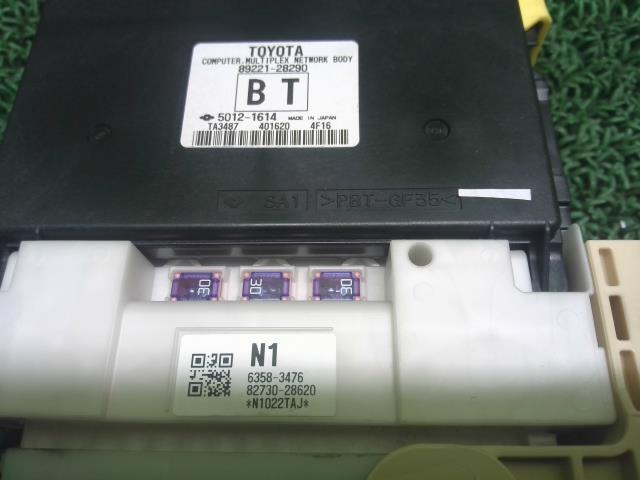 TOYOTA
COMPUTER,MULTIPLEX NETWORK BODY
89221-28290
BT
5012-1614 MADE IN JAPAN
TA3487 401620 4F16
SA1 >PBT-GF35<
30 30 30
N1
6358-3476
82730-28620
*N1022TAJ*